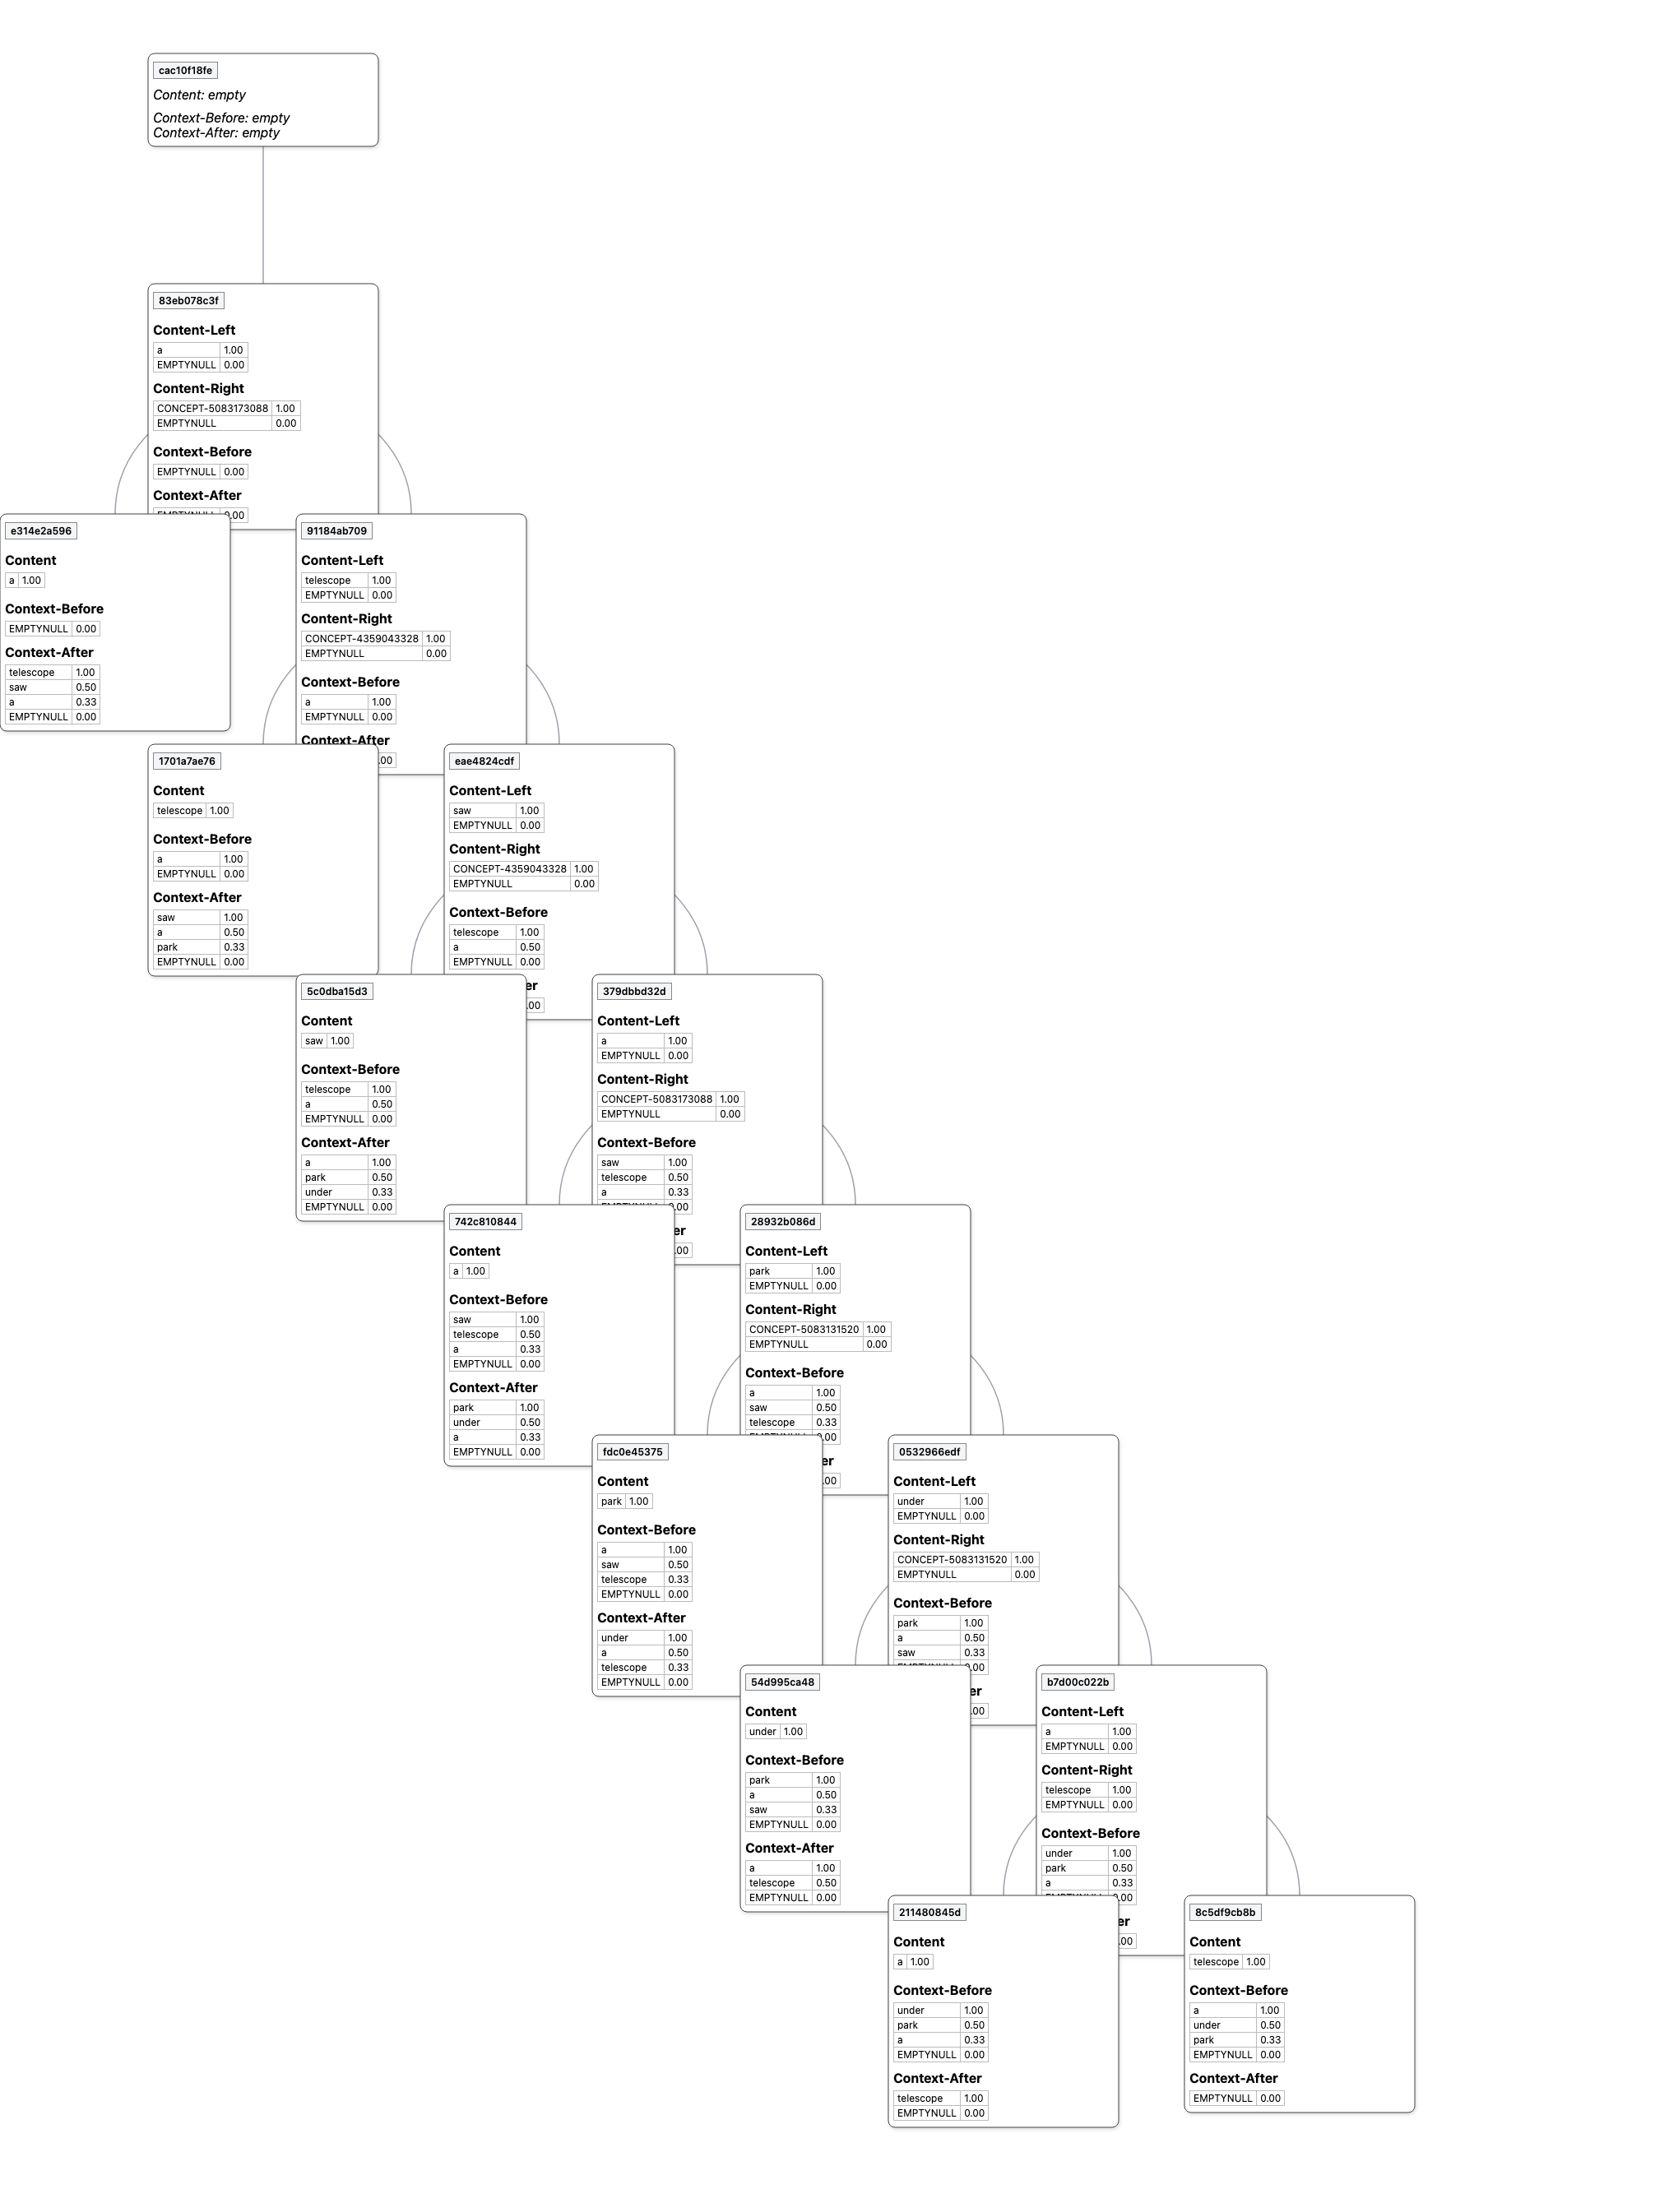 cac10f18fe
Content: empty
Context-Before: empty
Context-After: empty
83eb078c3f
Content-Left
a 1.00
EMPTYNULL 0.00
Content-Right
CONCEPT-5083173088 1.00
EMPTYNULL 0.00
Context-Before
EMPTYNULL 0.00
Context-After
EMPTYNULL 0.00
e314e2a596
Content
a 1.00
Context-Before
EMPTYNULL 0.00
Context-After
telescope 1.00
saw 0.50
a 0.33
EMPTYNULL 0.00
91184ab709
Content-Left
telescope 1.00
EMPTYNULL 0.00
Content-Right
CONCEPT-4359043328 1.00
EMPTYNULL 0.00
Context-Before
a 1.00
EMPTYNULL 0.00
Context-After
.00
1701a7ae76
Content
telescope 1.00
Context-Before
a 1.00
EMPTYNULL 0.00
Context-After
saw 1.00
a 0.50
park 0.33
EMPTYNULL 0.00
eae4824cdf
Content-Left
saw 1.00
EMPTYNULL 0.00
Content-Right
CONCEPT-4359043328 1.00
EMPTYNULL 0.00
Context-Before
telescope 1.00
a 0.50
EMPTYNULL 0.00
er
.00
5c0dba15d3
Content
saw 1.00
Context-Before
telescope 1.00
a 0.50
EMPTYNULL 0.00
Context-After
a 1.00
park 0.50
under 0.33
EMPTYNULL 0.00
379dbbd32d
Content-Left
a 1.00
EMPTYNULL 0.00
Content-Right
CONCEPT-5083173088 1.00
EMPTYNULL 0.00
Context-Before
saw 1.00
telescope 0.50
a 0.33
EMPTYNULL 0.00
er
.00
742c810844
Content
a 1.00
Context-Before
saw 1.00
telescope 0.50
a 0.33
EMPTYNULL 0.00
Context-After
park 1.00
under 0.50
a 0.33
EMPTYNULL 0.00
28932b086d
Content-Left
park 1.00
EMPTYNULL 0.00
Content-Right
CONCEPT-5083131520 1.00
EMPTYNULL 0.00
Context-Before
a 1.00
saw 0.50
telescope 0.33
EMPTYNULL 0.00
er
.00
fdc0e45375
Content
park 1.00
Context-Before
a 1.00
saw 0.50
telescope 0.33
EMPTYNULL 0.00
Context-After
under 1.00
a 0.50
telescope 0.33
EMPTYNULL 0.00
0532966edf
Content-Left
under 1.00
EMPTYNULL 0.00
Content-Right
CONCEPT-5083131520 1.00
EMPTYNULL 0.00
Context-Before
park 1.00
a 0.50
saw 0.33
EMPTYNULL 0.00
er
.00
54d995ca48
Content
under 1.00
Context-Before
park 1.00
a 0.50
saw 0.33
EMPTYNULL 0.00
Context-After
a 1.00
telescope 0.50
EMPTYNULL 0.00
b7d00c022b
Content-Left
a 1.00
EMPTYNULL 0.00
Content-Right
telescope 1.00
EMPTYNULL 0.00
Context-Before
under 1.00
park 0.50
a 0.33
EMPTYNULL 0.00
er
.00
211480845d
Content
a 1.00
Context-Before
under 1.00
park 0.50
a 0.33
EMPTYNULL 0.00
Context-After
telescope 1.00
EMPTYNULL 0.00
8c5df9cb8b
Content
telescope 1.00
Context-Before
a 1.00
under 0.50
park 0.33
EMPTYNULL 0.00
Context-After
EMPTYNULL 0.00